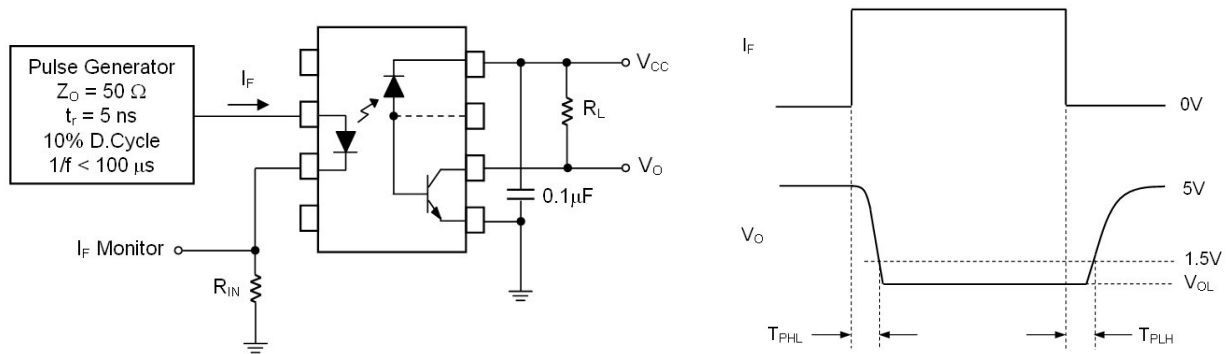 Pulse Generator
Z_O = 50 Ω
t_r = 5 ns
10% D.Cycle
1/f < 100 μs
I_F
I_F Monitor
R_IN
V_CC
R_L
V_O
0.1μF
I_F
0V
5V
V_O
1.5V
V_OL
T_PHL
T_PLH